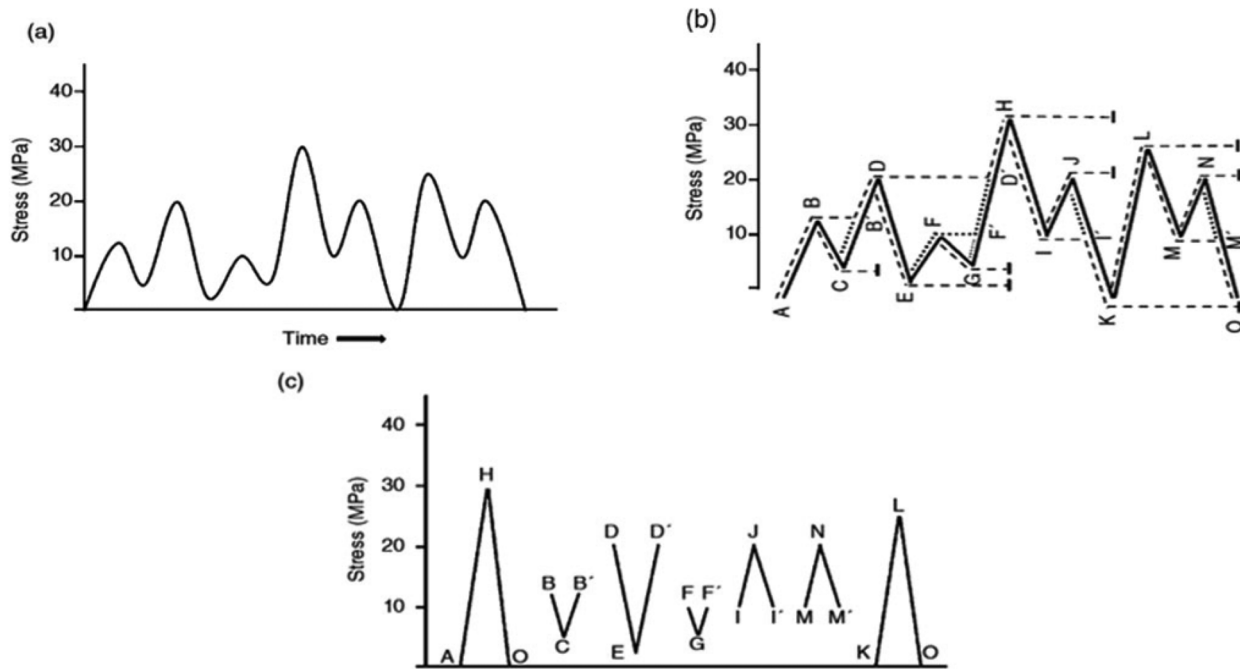 (a)
Stress (MPa)
40
30
20
10
Time
(b)
Stress (MPa)
40
30
20
10
A
B
C
D
B´
E
F
G
F´
H
D´
I
J
I´
K
L
M
N
M´
O
(c)
Stress (MPa)
40
30
20
10
H
A O
B B´
C
D D´
E
F F´
G
J
I I´
N
M M´
L
K O